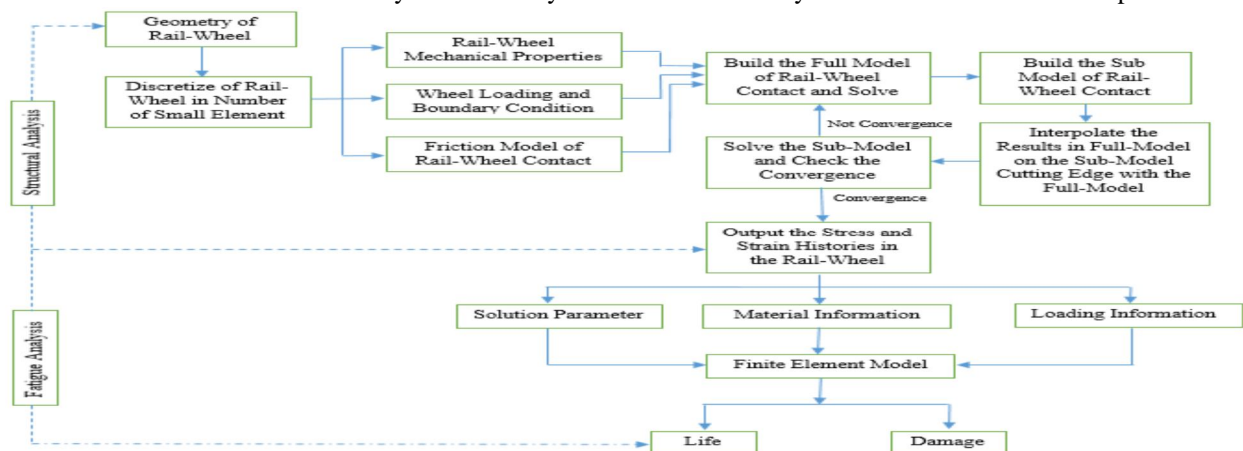 Geometry of
Rail-Wheel
Discretize of Rail-
Wheel in Number
of Small Element
Rail-Wheel
Mechanical Properties
Wheel Loading and
Boundary Condition
Friction Model of
Rail-Wheel Contact
Build the Full Model
of Rail-Wheel
Contact and Solve
Build the Sub
Model of Rail-
Wheel Contact
Not Convergence
Solve the Sub-Model
and Check the
Convergence
Interpolate the
Results in Full-Model
on the Sub-Model
Cutting Edge with the
Full-Model
Convergence
Structural Analysis
Output the Stress and
Strain Histories in
the Rail-Wheel
Solution Parameter
Material Information
Loading Information
Finite Element Model
Fatigue Analysis
Life
Damage